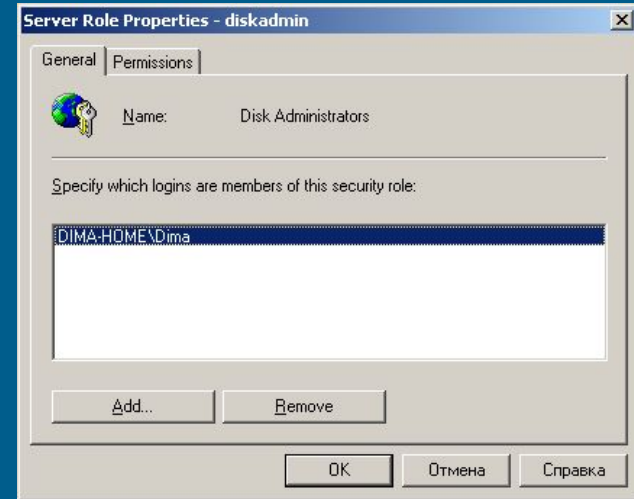 Server Role Properties - diskadmin
General Permissions
Name: Disk Administrators
Specify which logins are members of this security role:
DIMA-HOME\Dima
Add... Remove
OK Отмена Справка